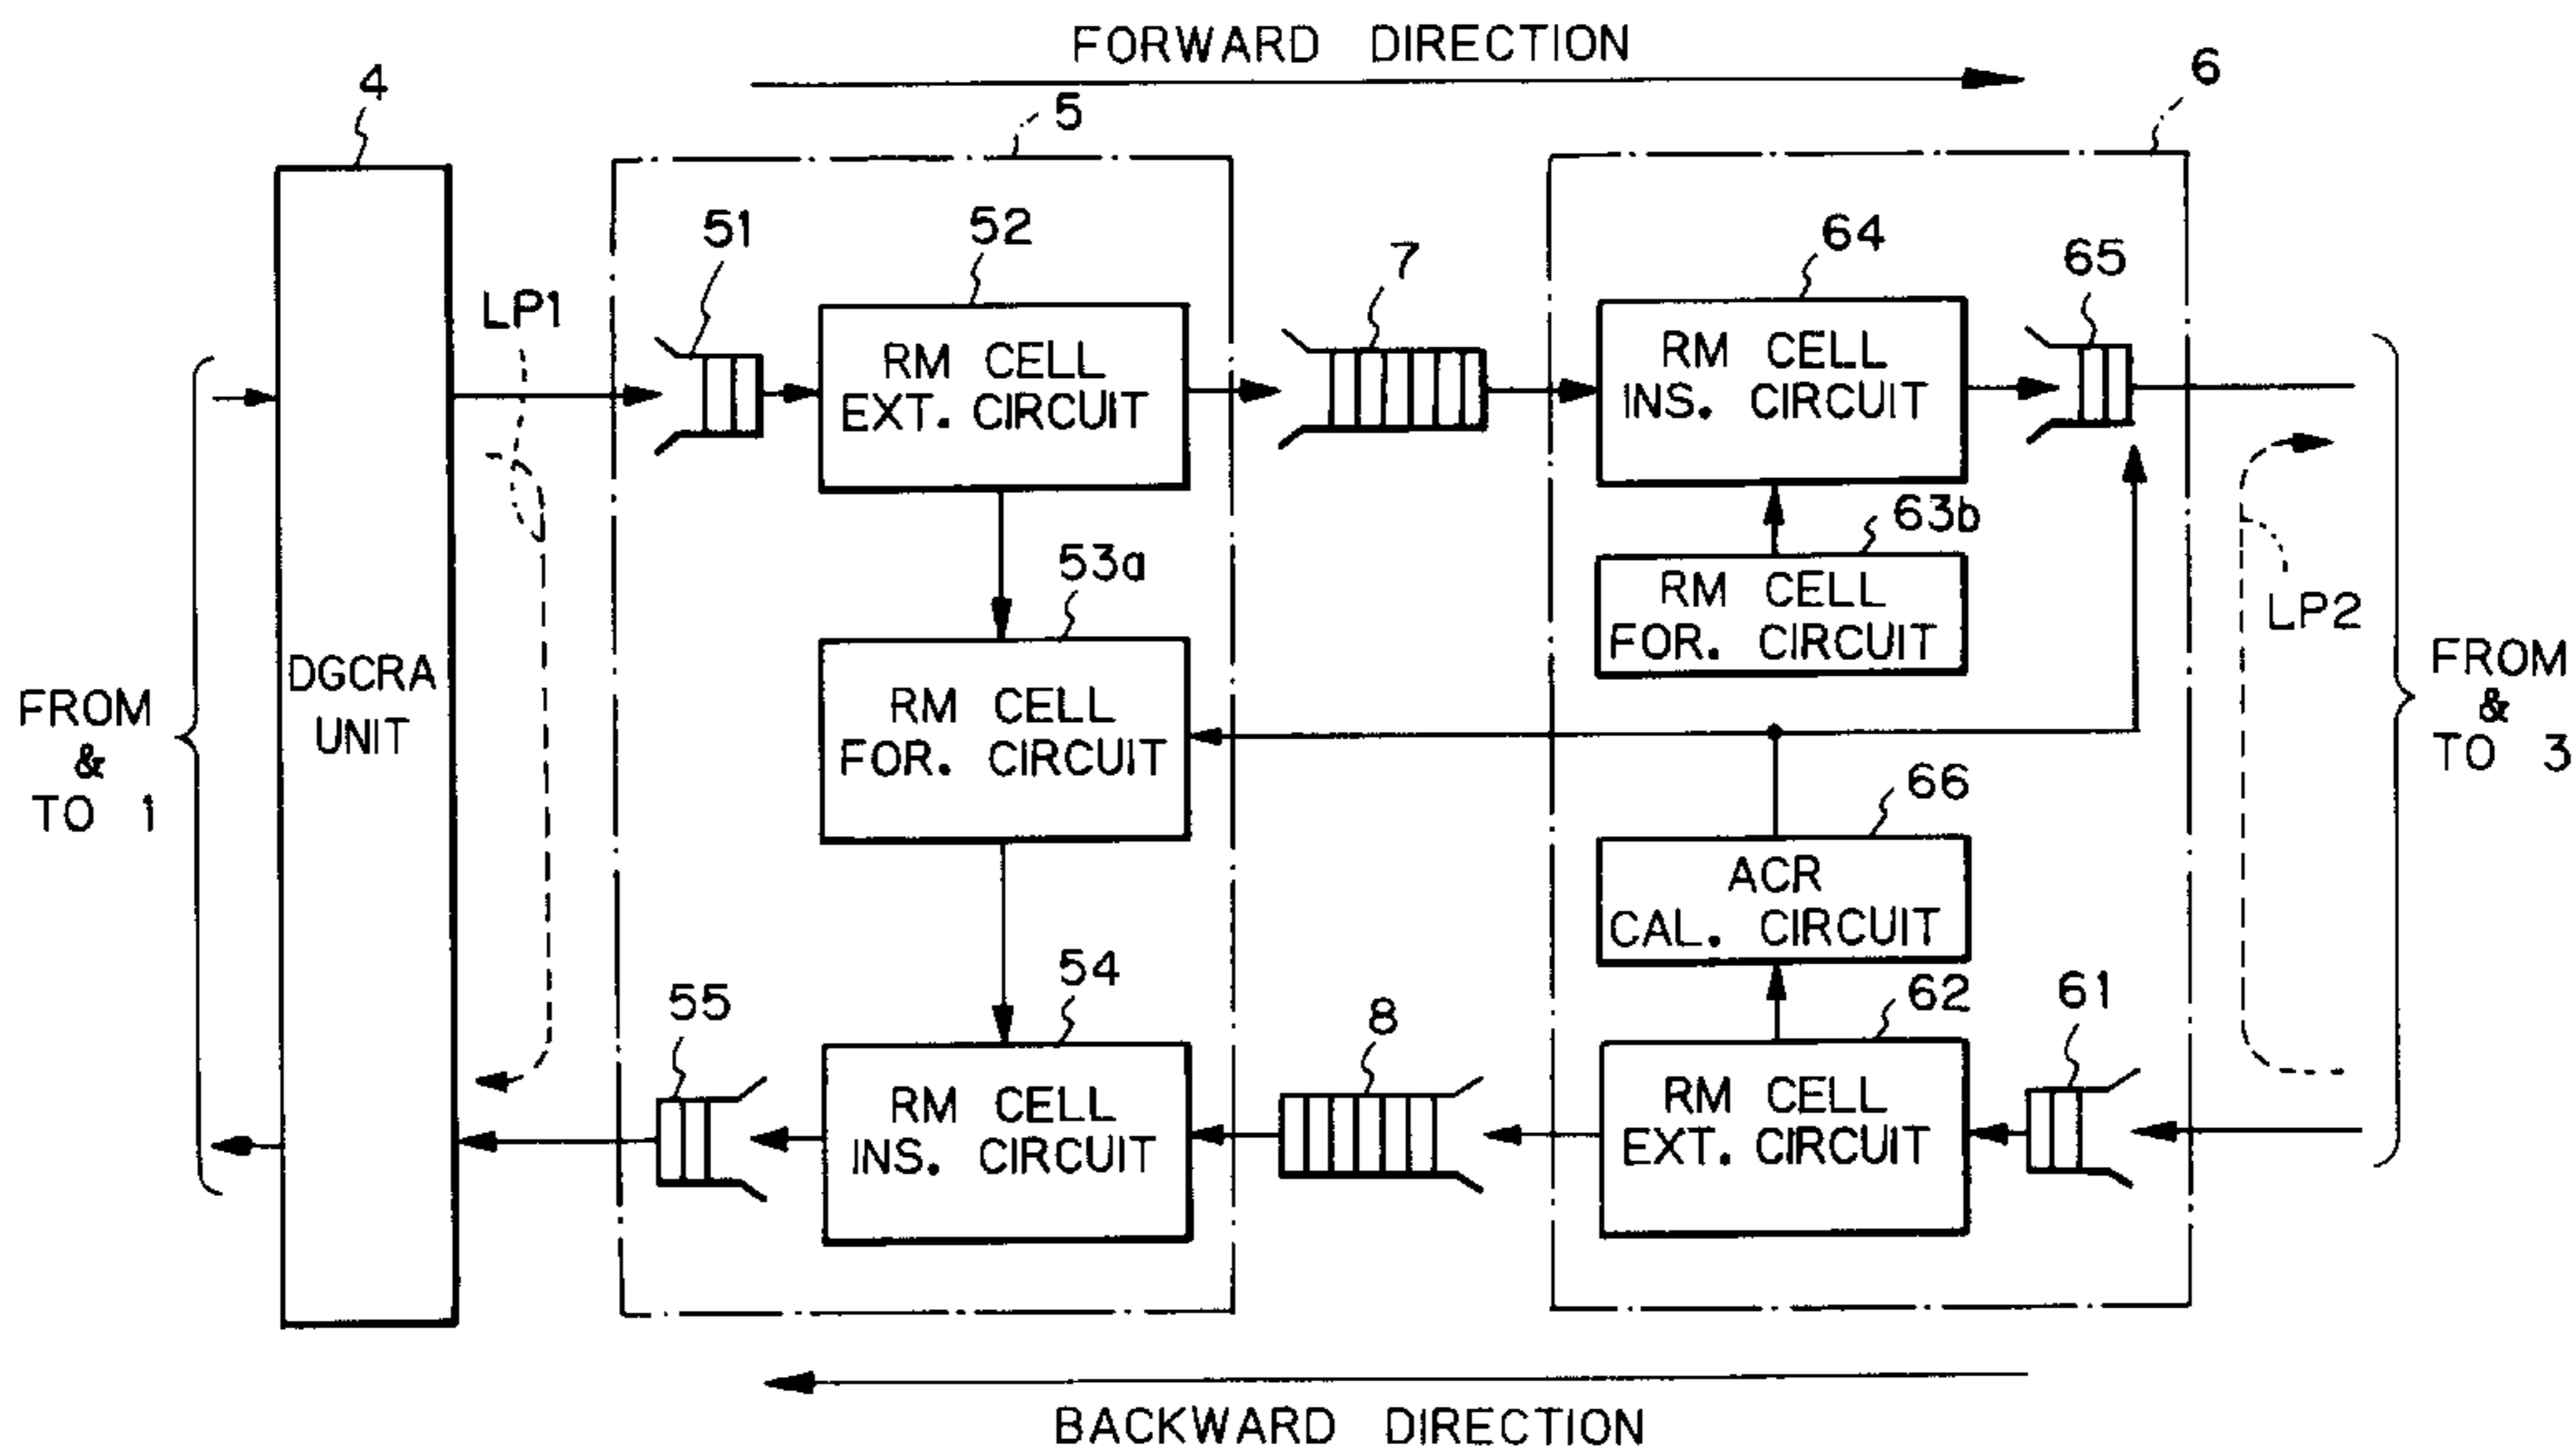 FORWARD DIRECTION
4
5
6
51
52
7
64
65
LP1
RM CELL
EXT. CIRCUIT
RM CELL
INS. CIRCUIT
53a
63b
RM CELL
FOR. CIRCUIT
LP2
DGCRA
UNIT
FROM
&
TO 1
RM CELL
FOR. CIRCUIT
FROM
&
TO 3
66
ACR
CAL. CIRCUIT
55
54
8
62
61
RM CELL
INS. CIRCUIT
RM CELL
EXT. CIRCUIT
BACKWARD DIRECTION